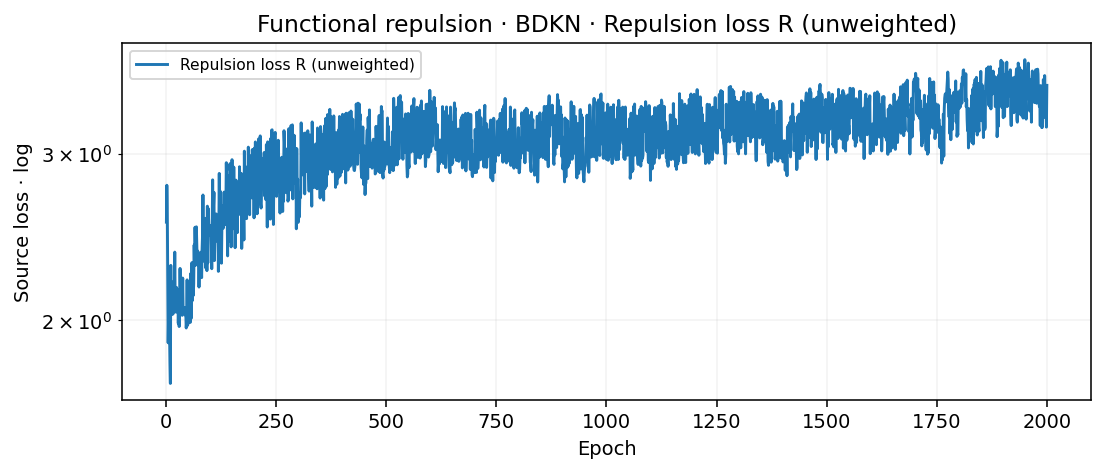 Functional repulsion · BDKN · Repulsion loss R (unweighted)
Repulsion loss R (unweighted)
Source loss · log
3 × 10⁰
2 × 10⁰
0 250 500 750 1000 1250 1500 1750 2000
Epoch